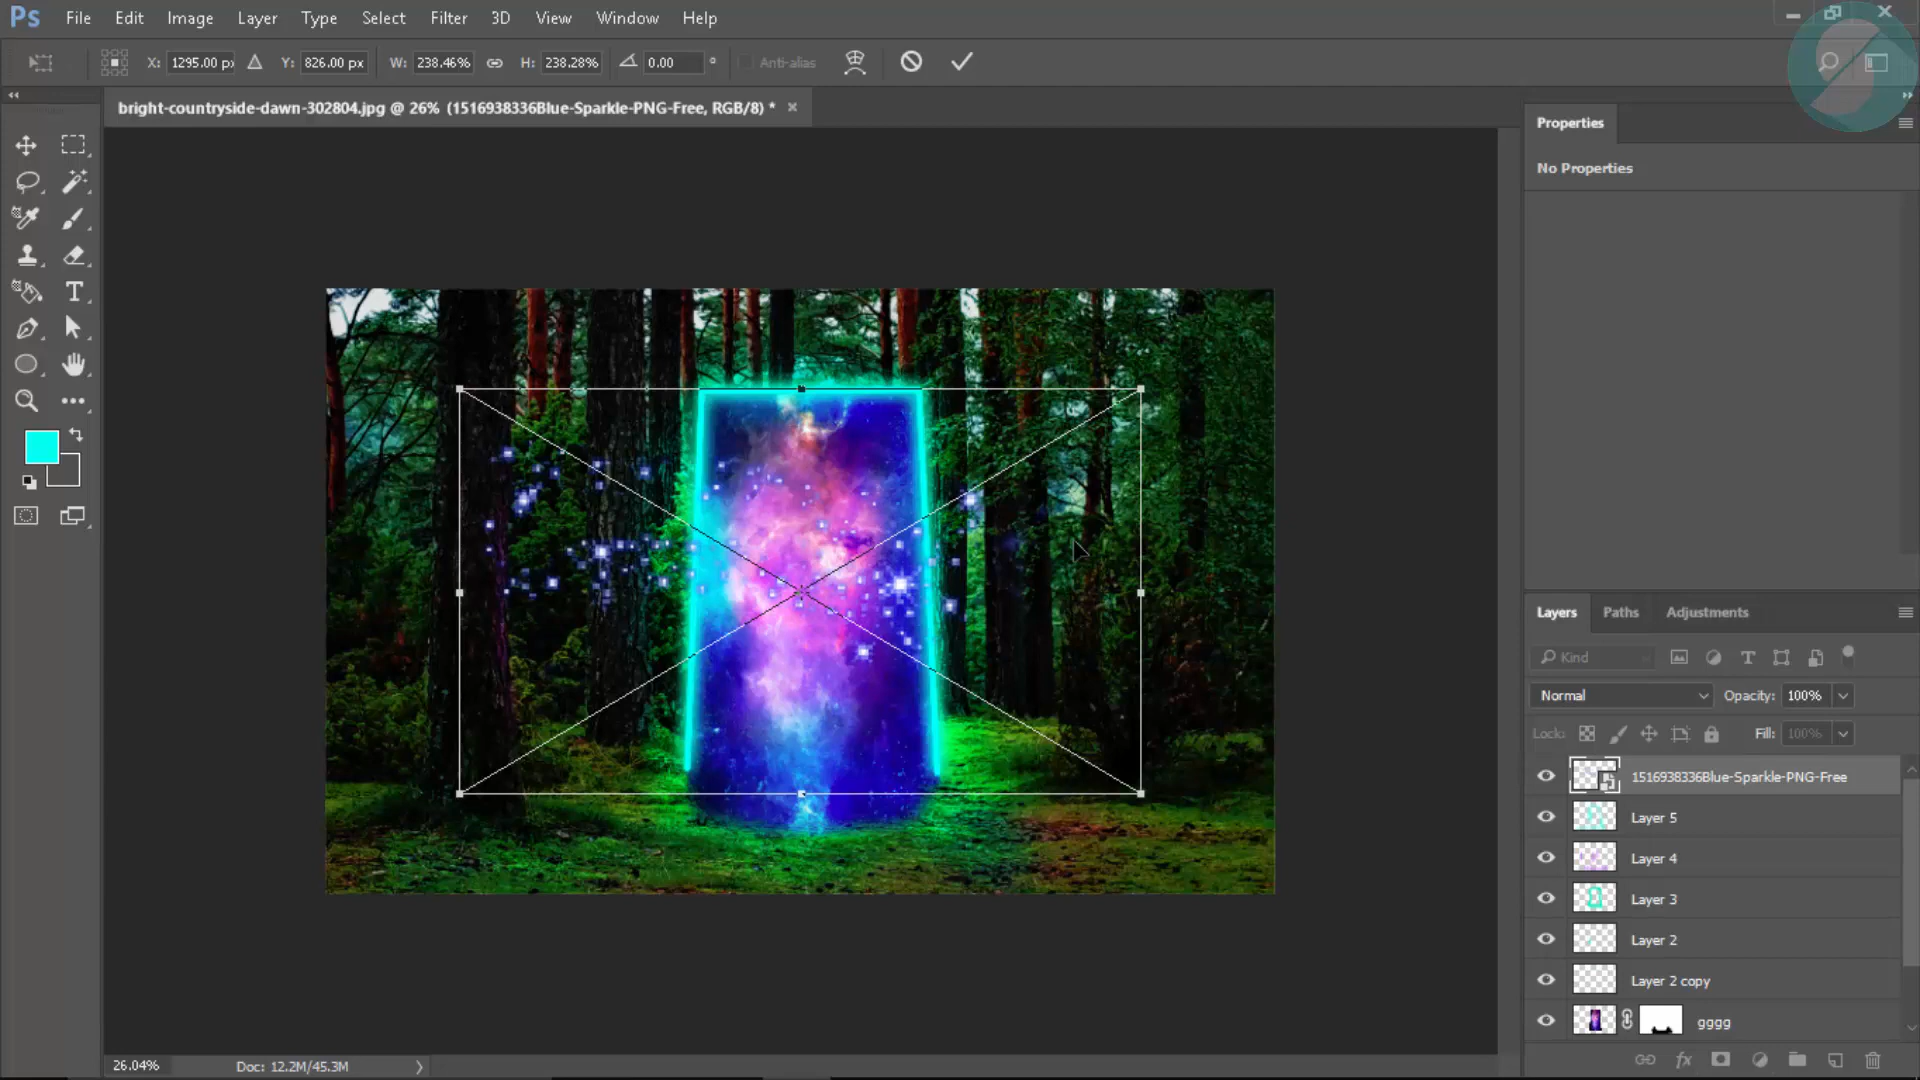 Ps File Edit Image Layer Type Select Filter 3D View Window Help
X: 1295.00 px Y: 826.00 px W: 238.46% H: 238.28% 0.00 ° Anti-alias
bright-countryside-dawn-302804.jpg @ 26% (1516938336Blue-Sparkle-PNG-Free, RGB/8) * ×
Properties
No Properties
Layers Paths Adjustments
Kind
Normal Opacity: 100%
Lock: Fill: 100%
1516938336Blue-Sparkle-PNG-Free
Layer 5
Layer 4
Layer 3
Layer 2
Layer 2 copy
gggg
26.04% Doc: 12.2M/45.3M